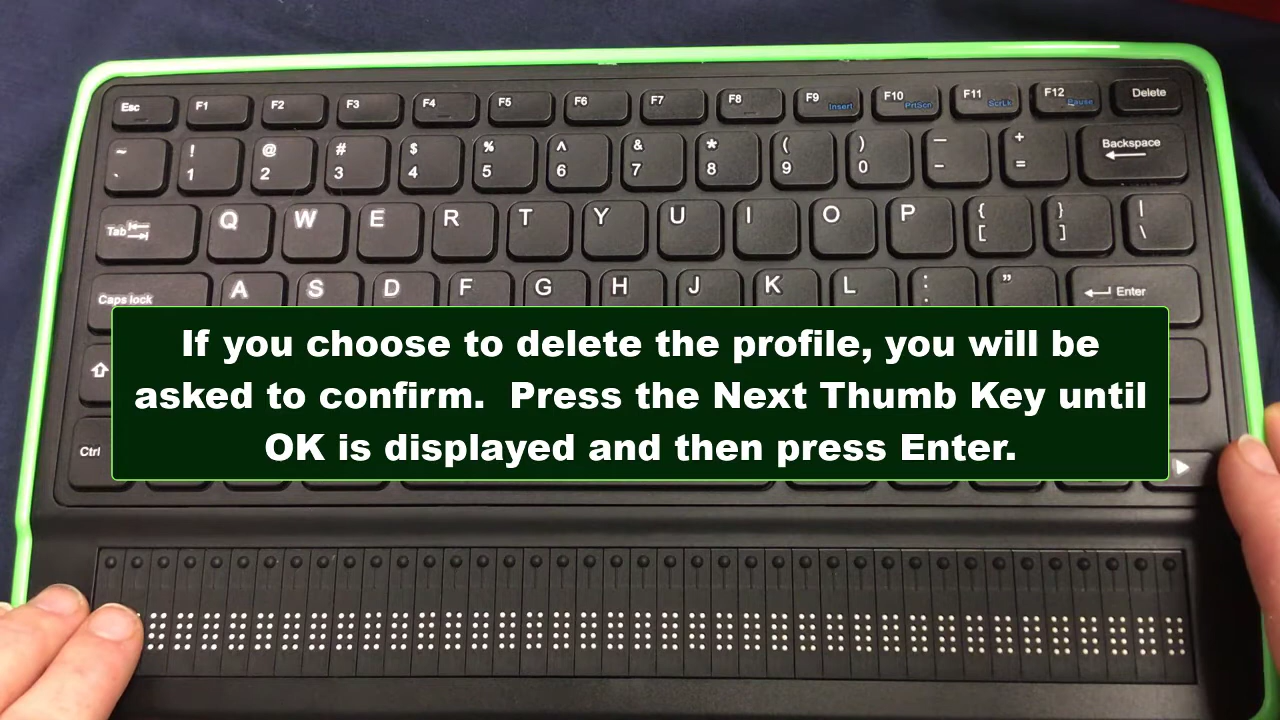 Esc F1 F2 F3 F4 F5 F6 F7 F8 F9 Insert F10 PrtScn F11 ScrLk F12 Pause Delete
~ ` ! 1 @ 2 # 3 $ 4 % 5 ^ 6 & 7 * 8 ( 9 ) 0 — - + = Backspace
Tab Q W E R T Y U I O P { [ } ] | \
Caps lock A S D F G H J K L : ; " Enter
If you choose to delete the profile, you will be
asked to confirm. Press the Next Thumb Key until
OK is displayed and then press Enter.
Ctrl